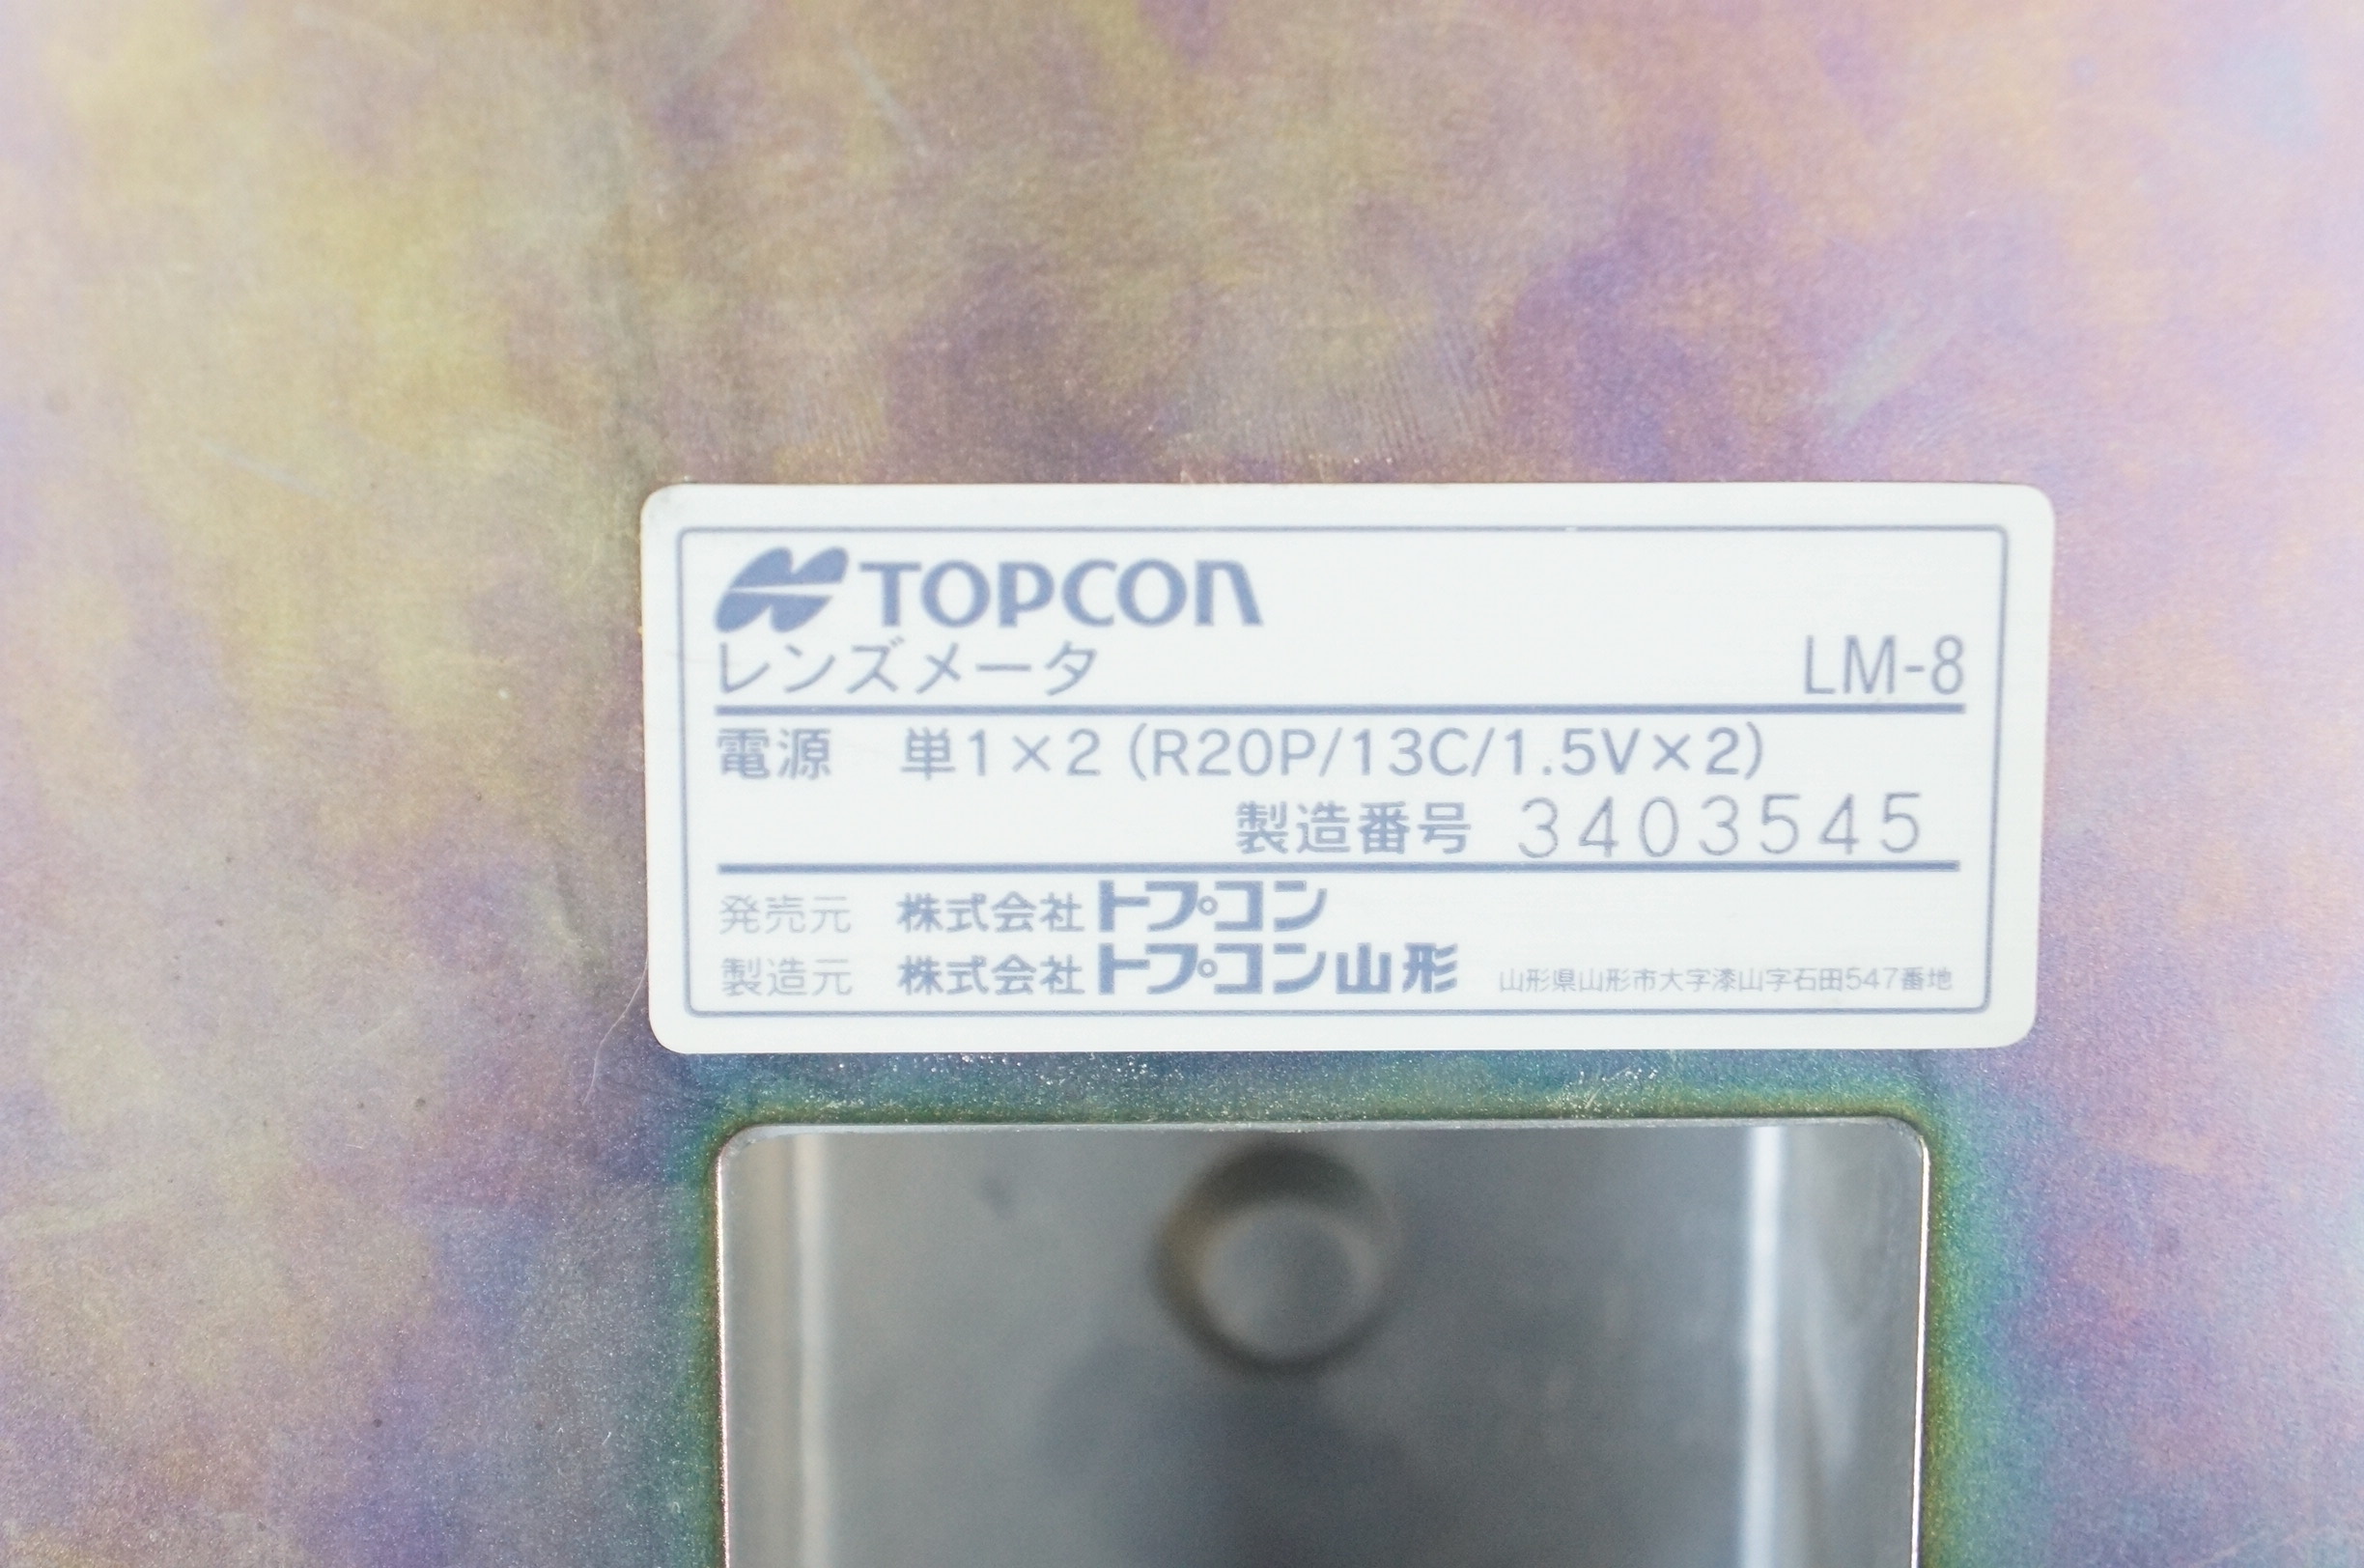 TOPCON
レンズメータ LM-8
電源 単1×2 (R20P/13C/1.5V×2)
製造番号 3403545
発売元 株式会社トプコン
製造元 株式会社トプコン山形 山形県山形市大字漆山字石田547番地